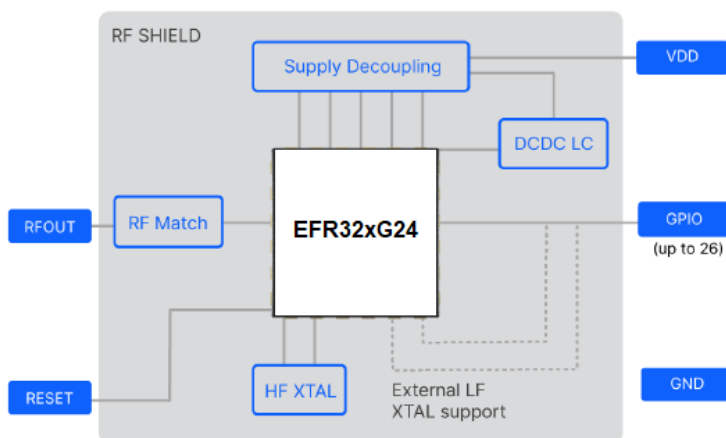 RF SHIELD
Supply Decoupling
VDD
DCDC LC
RFOUT
RF Match
EFR32xG24
GPIO
(up to 26)
RESET
HF XTAL
External LF
XTAL support
GND